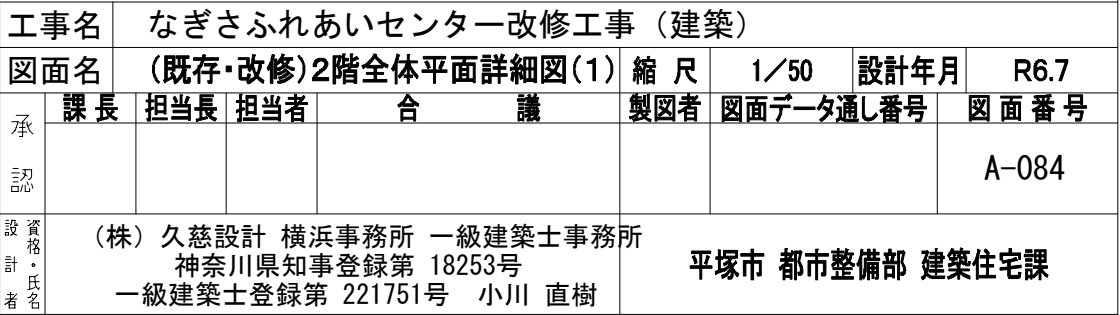 工事名 なぎさふれあいセンター改修工事（建築）
図面名 (既存・改修)2階全体平面詳細図(1) 縮尺 1/50 設計年月 R6.7
承認 課長 担当長 担当者 合議 製図者 図面データ通し番号 図面番号
A-084
設計者 資格・氏名
（株）久慈設計 横浜事務所 一級建築士事務所
神奈川県知事登録第 18253号
一級建築士登録第 221751号 小川 直樹
平塚市 都市整備部 建築住宅課